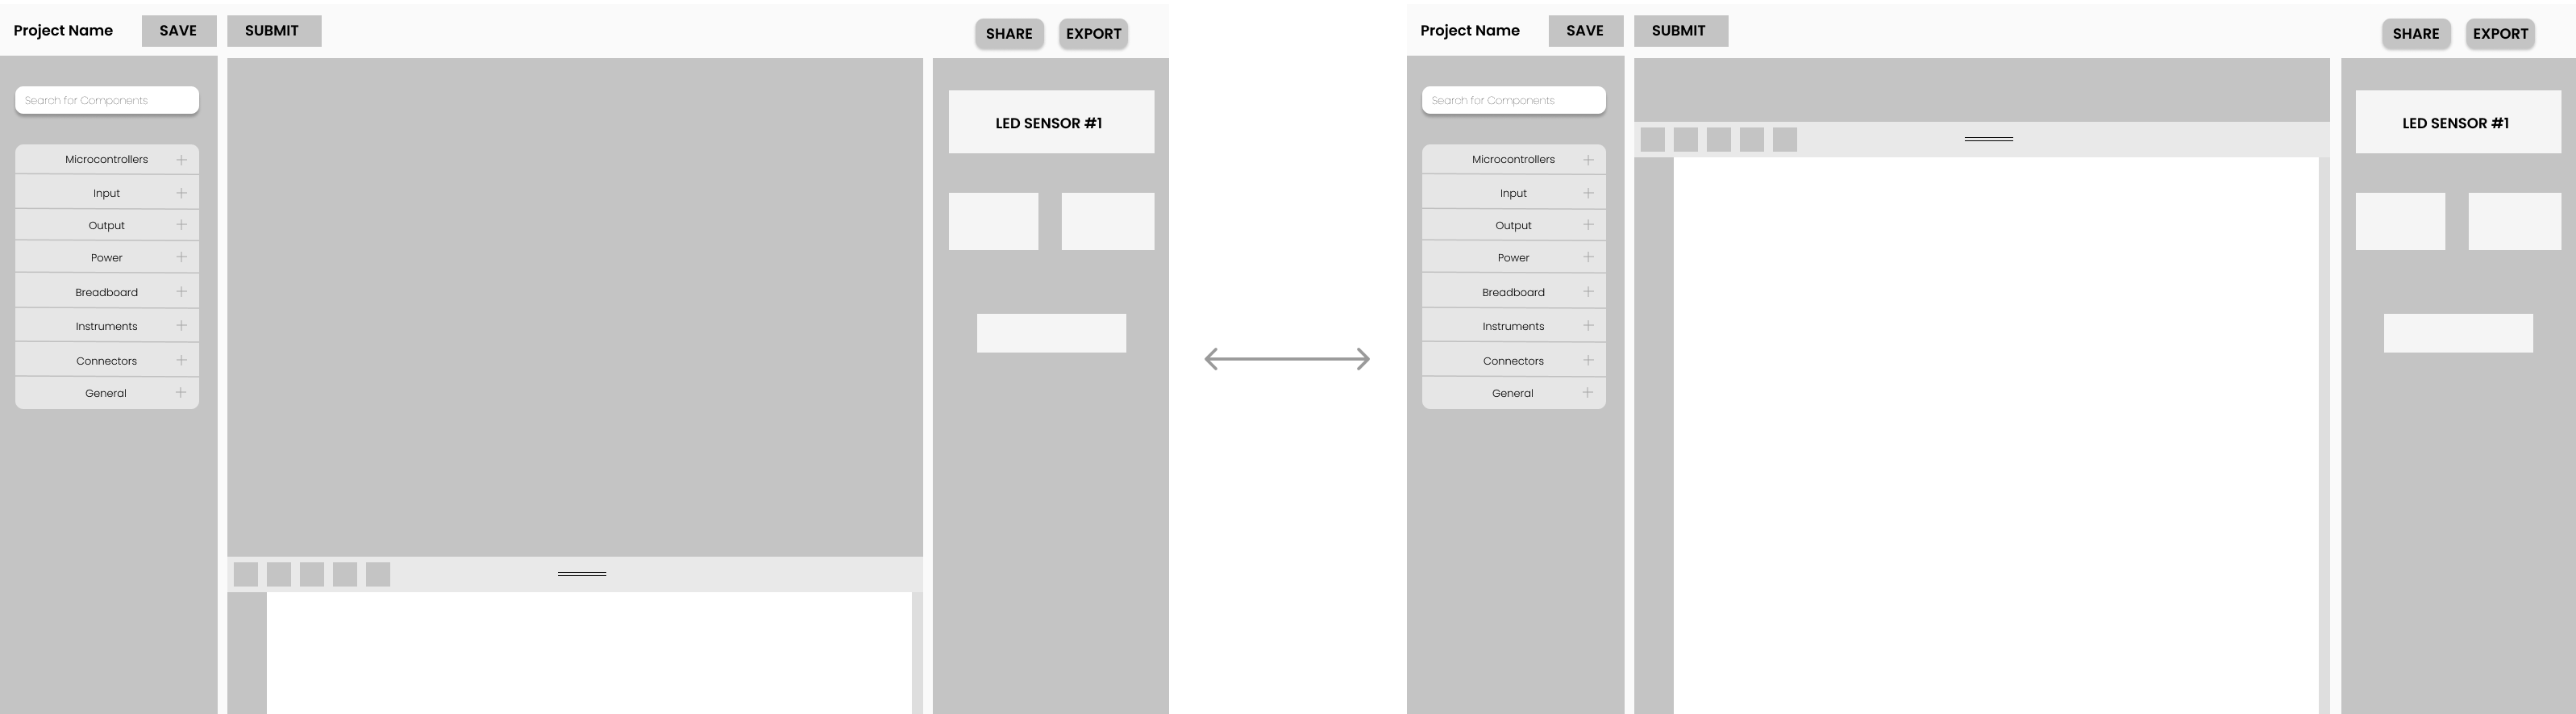 Project Name SAVE SUBMIT SHARE EXPORT
Search for Components
LED SENSOR #1
Microcontrollers
Input
Output
Power
Breadboard
Instruments
Connectors
General
Project Name SAVE SUBMIT SHARE EXPORT
Search for Components
LED SENSOR #1
Microcontrollers
Input
Output
Power
Breadboard
Instruments
Connectors
General